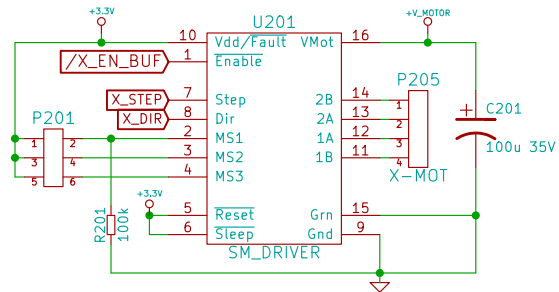 +3.3V
U201
+V_MOTOR
10 Vdd/Fault VMot 16
/X_EN_BUF 1 Enable
P205
X_STEP 7 Step 2B 14 1
X_DIR 8 Dir 2A 13 2
C201
P201
1 2 2 MS1 1A 12 3
100u 35V
3 4 3 MS2 1B 11 4
5 6 4 MS3 X-MOT
+3.3V
R201
100k
5 Reset Grn 15
6 Sleep Gnd 9
SM_DRIVER